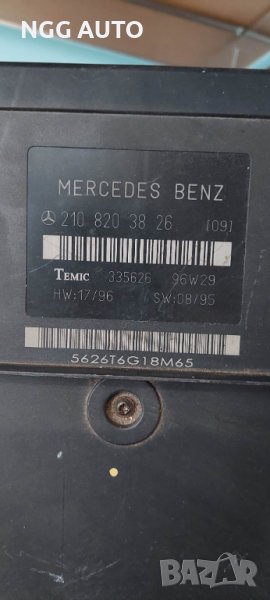 NGG AUTO
MERCEDES BENZ
210 820 38 26 [09]
TEMIC 335626 96W29
HW:17/96 SW:08/95
5626T6G18M65
BAZAR